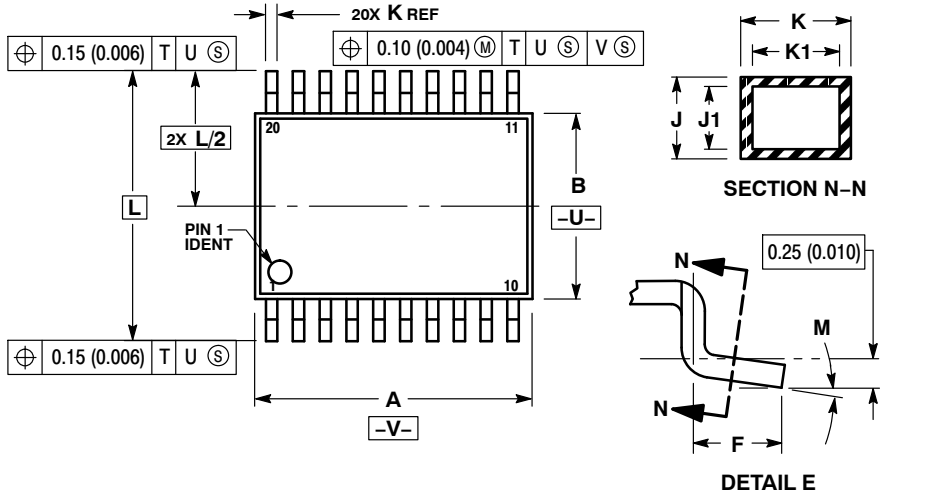 20X K REF
⌖ 0.15 (0.006) T U Ⓢ
⌖ 0.10 (0.004) Ⓜ T U Ⓢ V Ⓢ
2X L/2
L
20
11
B
–U–
PIN 1
IDENT
1
10
⌖ 0.15 (0.006) T U Ⓢ
A
–V–
K
K1
J
J1
SECTION N–N
0.25 (0.010)
N
M
N
F
DETAIL E